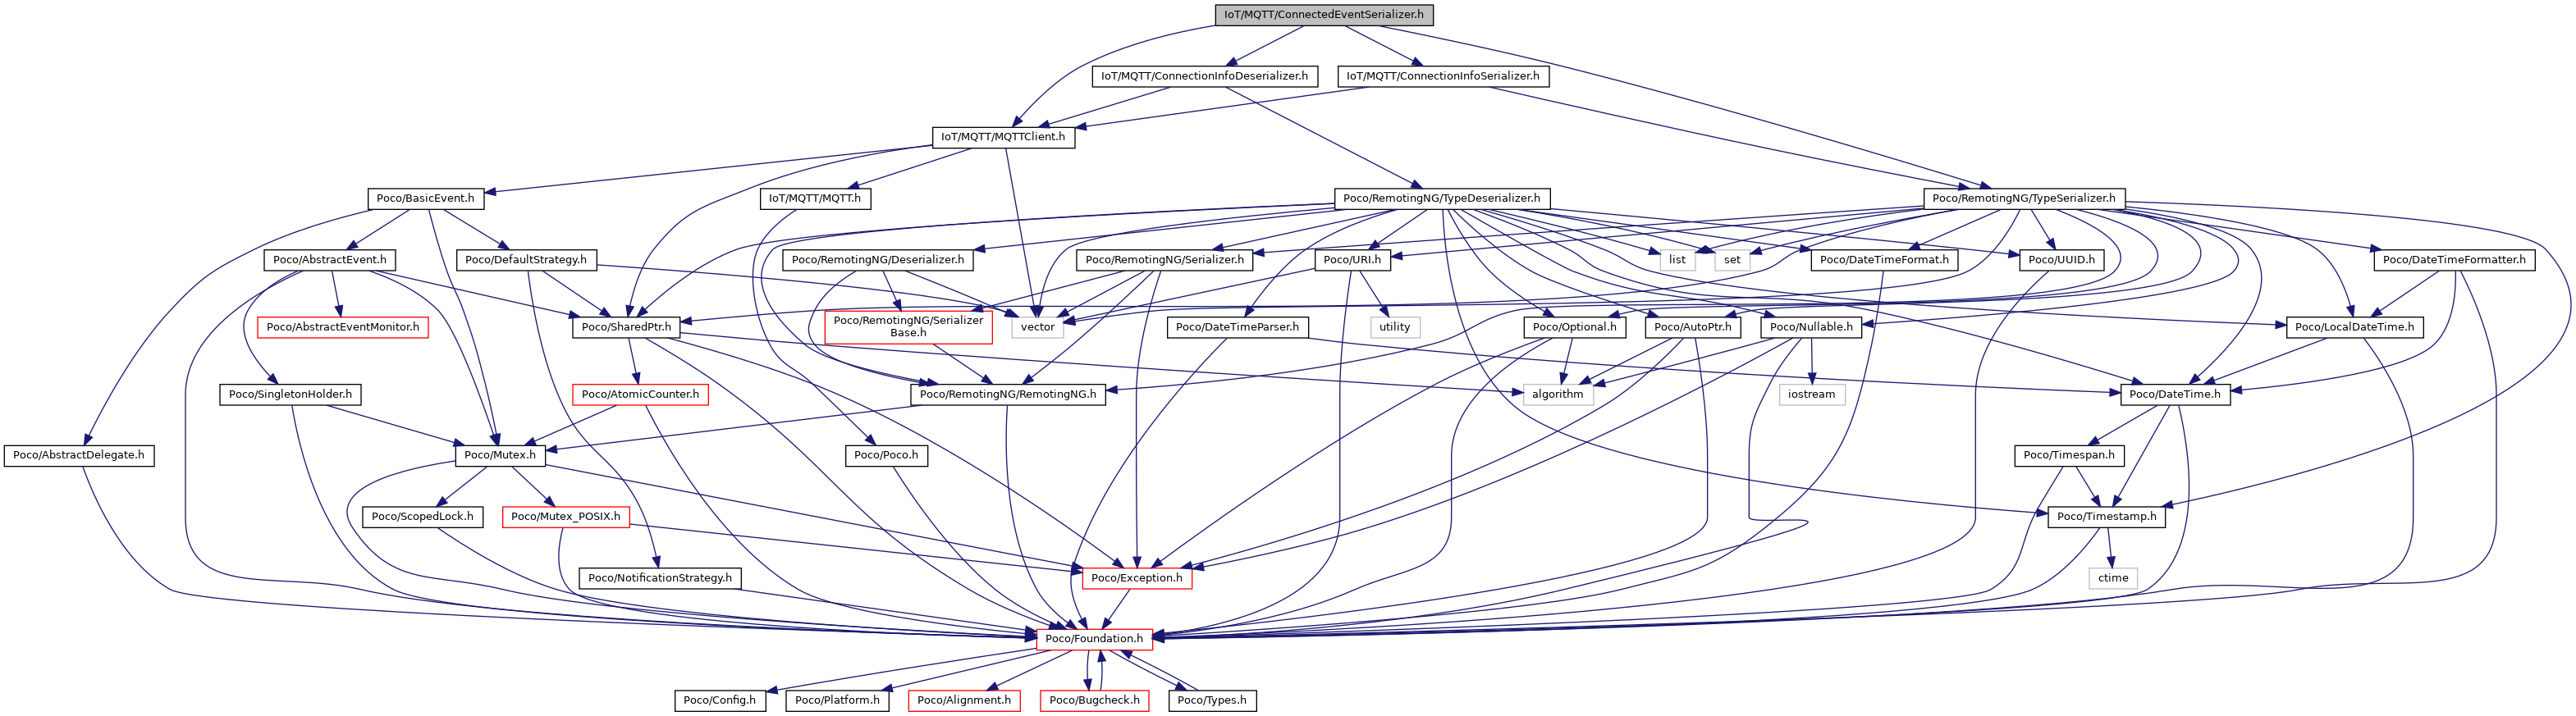 IoT/MQTT/ConnectedEventSerializer.h
IoT/MQTT/ConnectionInfoDeserializer.h
IoT/MQTT/ConnectionInfoSerializer.h
IoT/MQTT/MQTTClient.h
Poco/BasicEvent.h
IoT/MQTT/MQTT.h
Poco/RemotingNG/TypeDeserializer.h
Poco/RemotingNG/TypeSerializer.h
Poco/AbstractEvent.h
Poco/DefaultStrategy.h
Poco/RemotingNG/Deserializer.h
Poco/RemotingNG/Serializer.h
Poco/URI.h
list
set
Poco/DateTimeFormat.h
Poco/UUID.h
Poco/DateTimeFormatter.h
Poco/AbstractEventMonitor.h
Poco/SharedPtr.h
Poco/RemotingNG/Serializer
Base.h
vector
Poco/DateTimeParser.h
utility
Poco/Optional.h
Poco/AutoPtr.h
Poco/Nullable.h
Poco/LocalDateTime.h
Poco/SingletonHolder.h
Poco/AtomicCounter.h
Poco/RemotingNG/RemotingNG.h
algorithm
iostream
Poco/DateTime.h
Poco/AbstractDelegate.h
Poco/Mutex.h
Poco/Poco.h
Poco/Timespan.h
Poco/ScopedLock.h
Poco/Mutex_POSIX.h
Poco/Timestamp.h
Poco/NotificationStrategy.h
Poco/Exception.h
ctime
Poco/Foundation.h
Poco/Config.h
Poco/Platform.h
Poco/Alignment.h
Poco/Bugcheck.h
Poco/Types.h